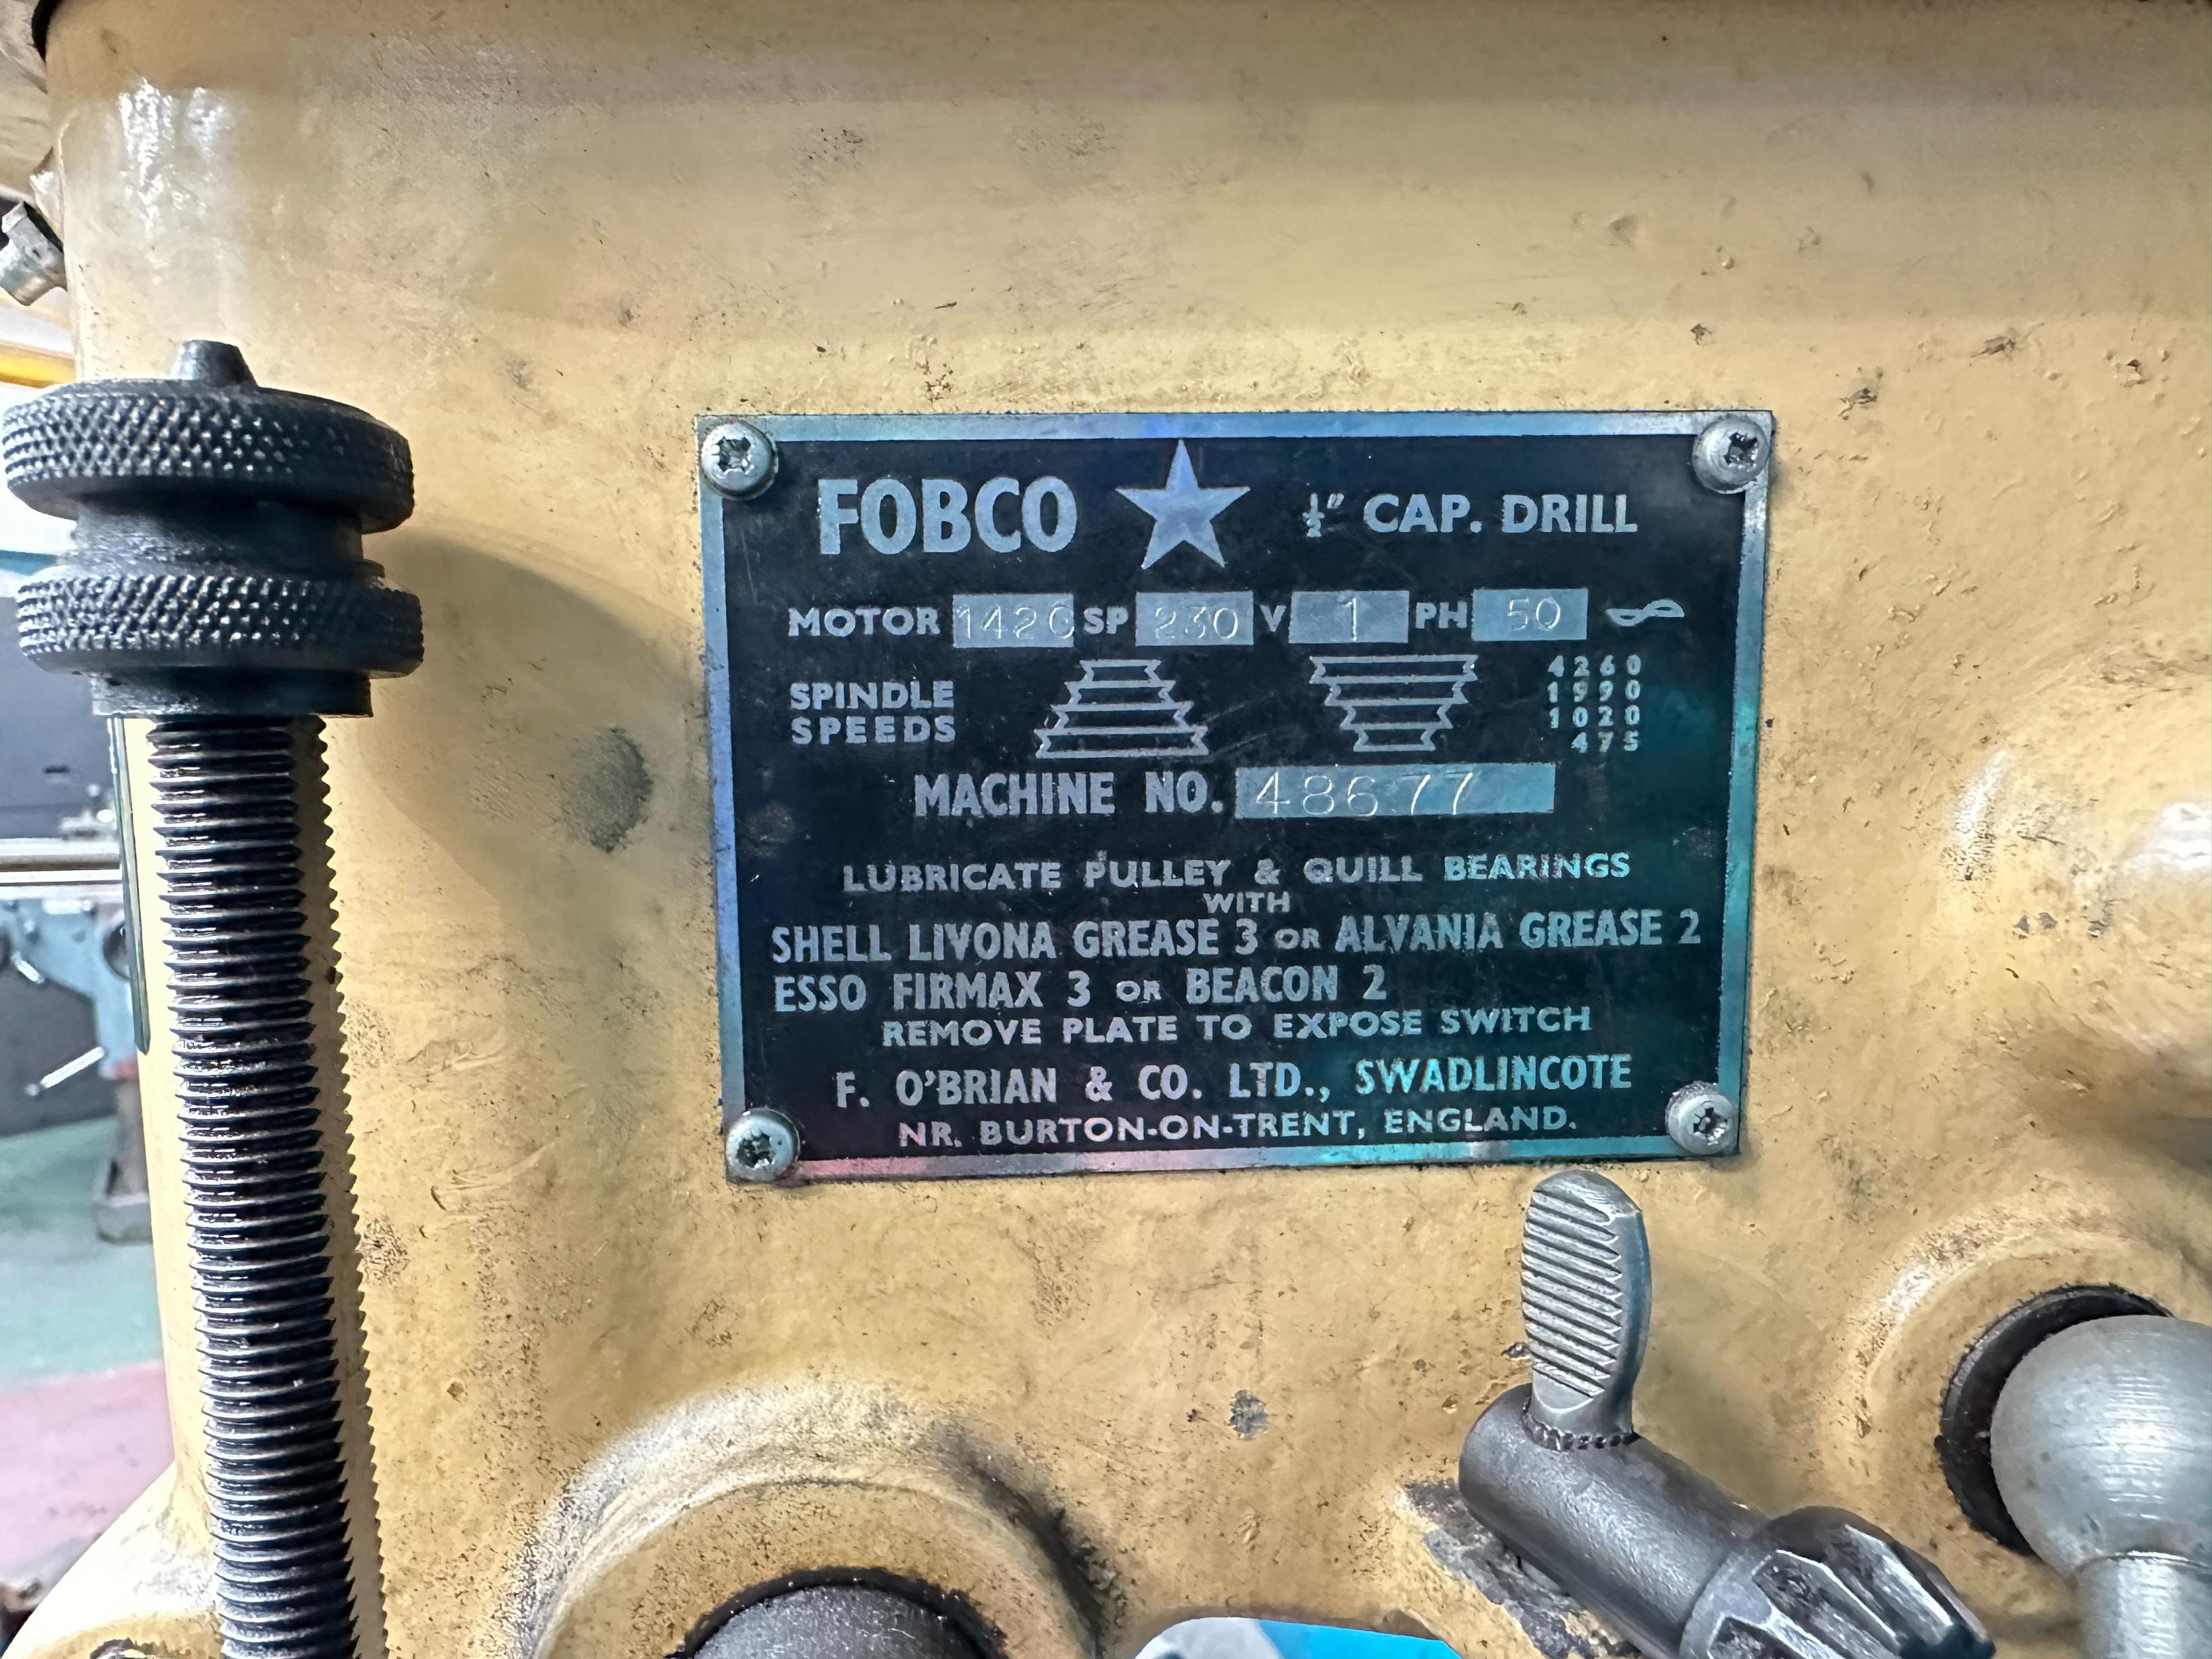 FOBCO ½" CAP. DRILL
MOTOR 1420 SP 230 V 1 PH 50 ∞
SPINDLE SPEEDS
4260
1990
1020
475
MACHINE NO. 48677
LUBRICATE PULLEY & QUILL BEARINGS
WITH
SHELL LIVONA GREASE 3 OR ALVANIA GREASE 2
ESSO FIRMAX 3 OR BEACON 2
REMOVE PLATE TO EXPOSE SWITCH
F. O'BRIAN & CO. LTD., SWADLINCOTE
NR. BURTON-ON-TRENT, ENGLAND.